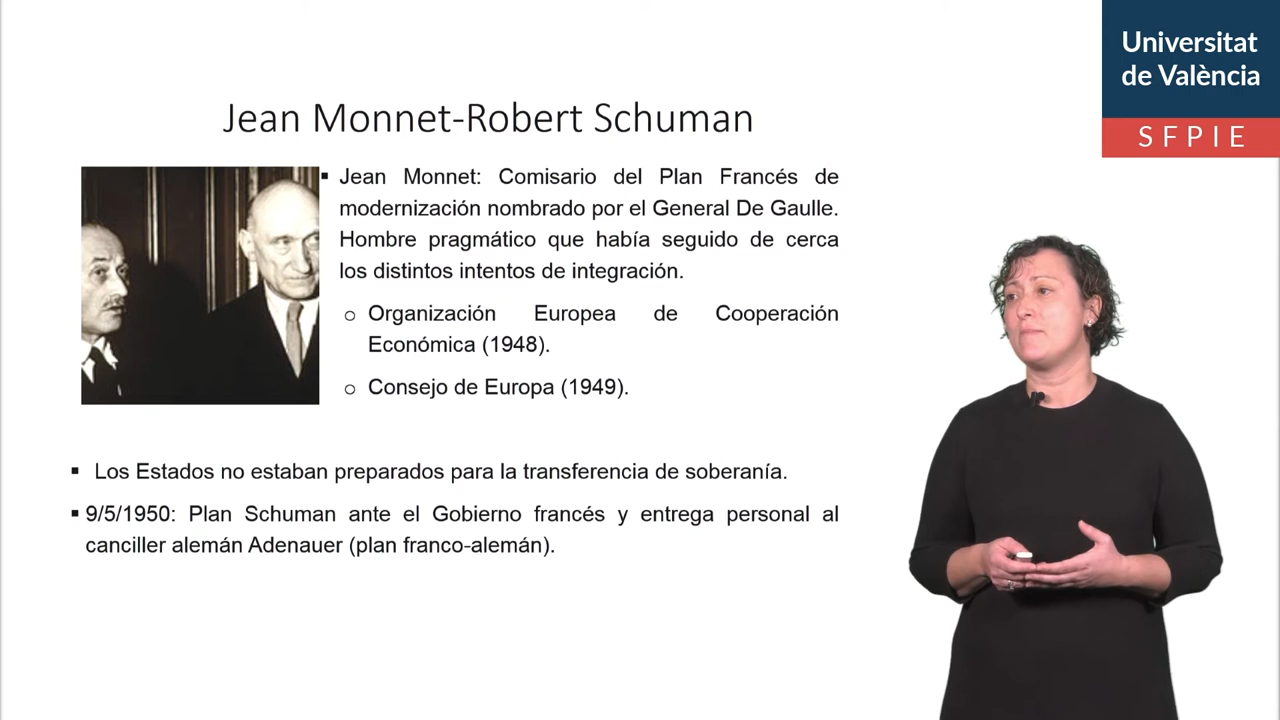 Universitat
de València
SFPIE
Jean Monnet-Robert Schuman
▪ Jean Monnet: Comisario del Plan Francés de
modernización nombrado por el General De Gaulle.
Hombre pragmático que había seguido de cerca
los distintos intentos de integración.
o Organización Europea de Cooperación
Económica (1948).
o Consejo de Europa (1949).
▪ Los Estados no estaban preparados para la transferencia de soberanía.
▪ 9/5/1950: Plan Schuman ante el Gobierno francés y entrega personal al
canciller alemán Adenauer (plan franco-alemán).